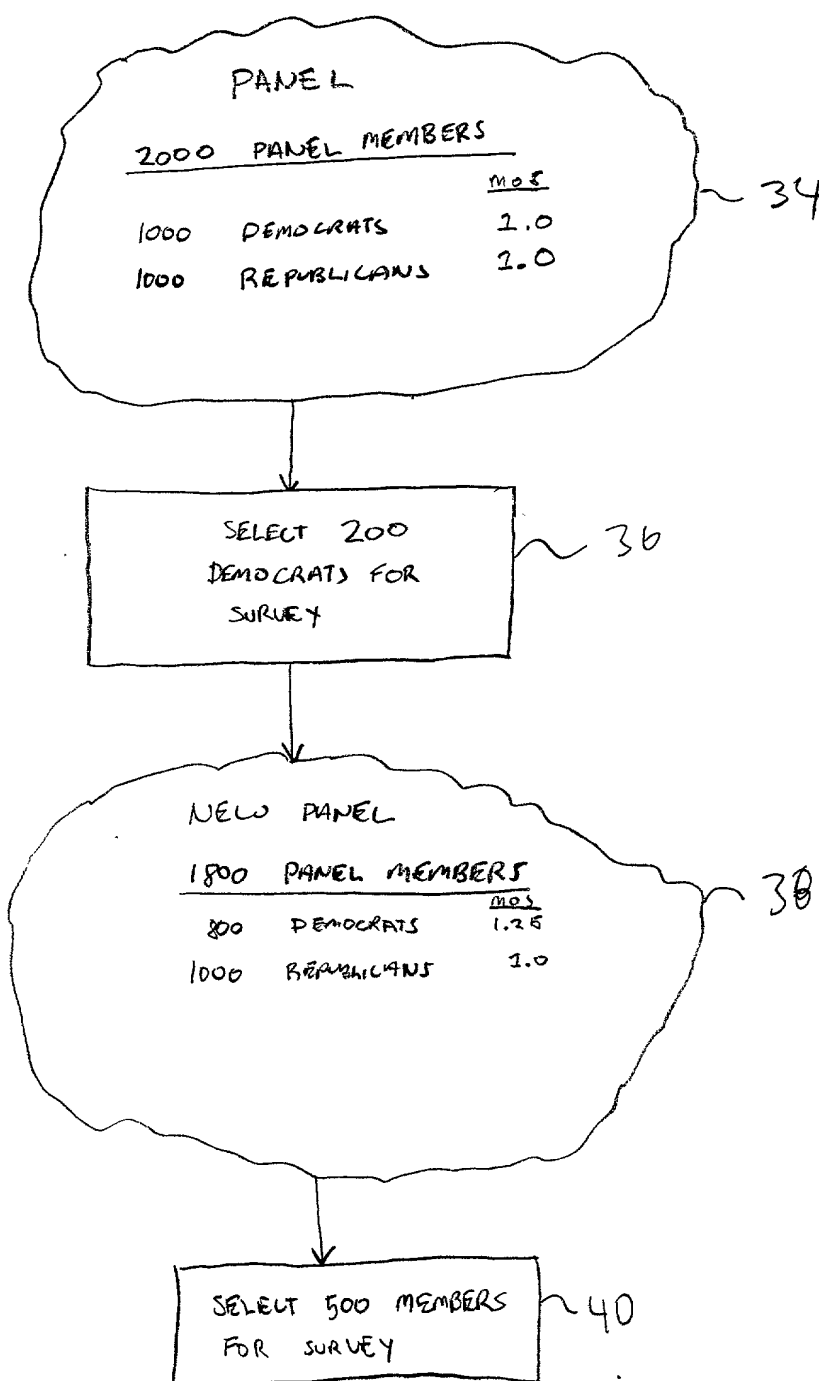 PANEL
2000 PANEL MEMBERS
MOS
1000 DEMOCRATS 1.0
1000 REPUBLICANS 1.0
34
SELECT 200
DEMOCRATS FOR
SURVEY
36
NEW PANEL
1800 PANEL MEMBERS
MOS
800 DEMOCRATS 1.25
1000 REPUBLICANS 1.0
38
SELECT 500 MEMBERS
FOR SURVEY
40